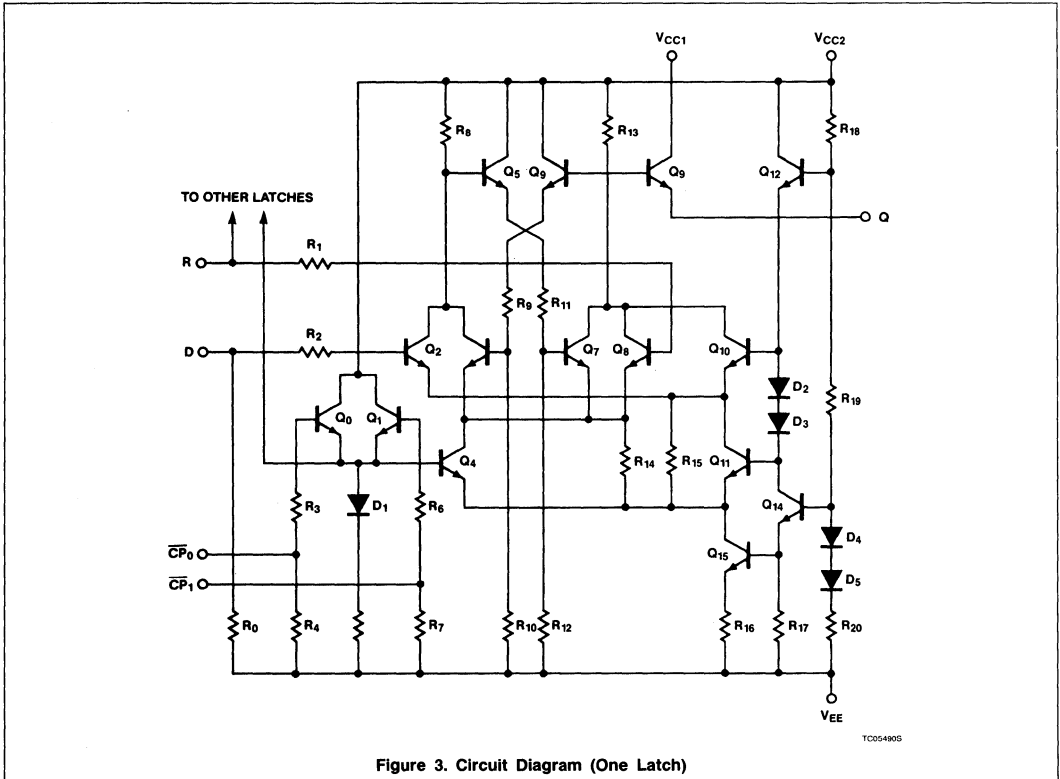 VCC1
VCC2
R8
R13
R18
Q5
Q9
Q9
Q12
TO OTHER LATCHES
Q
R1
R
R9
R11
R2
D
Q2
Q7
Q8
Q10
D2
R19
D3
Q0
Q1
Q4
R14
R15
Q11
R3
D1
R6
Q14
D4
CP0
Q15
D5
CP1
R0
R4
R7
R10
R12
R16
R17
R20
VEE
TC05490S
Figure 3. Circuit Diagram (One Latch)